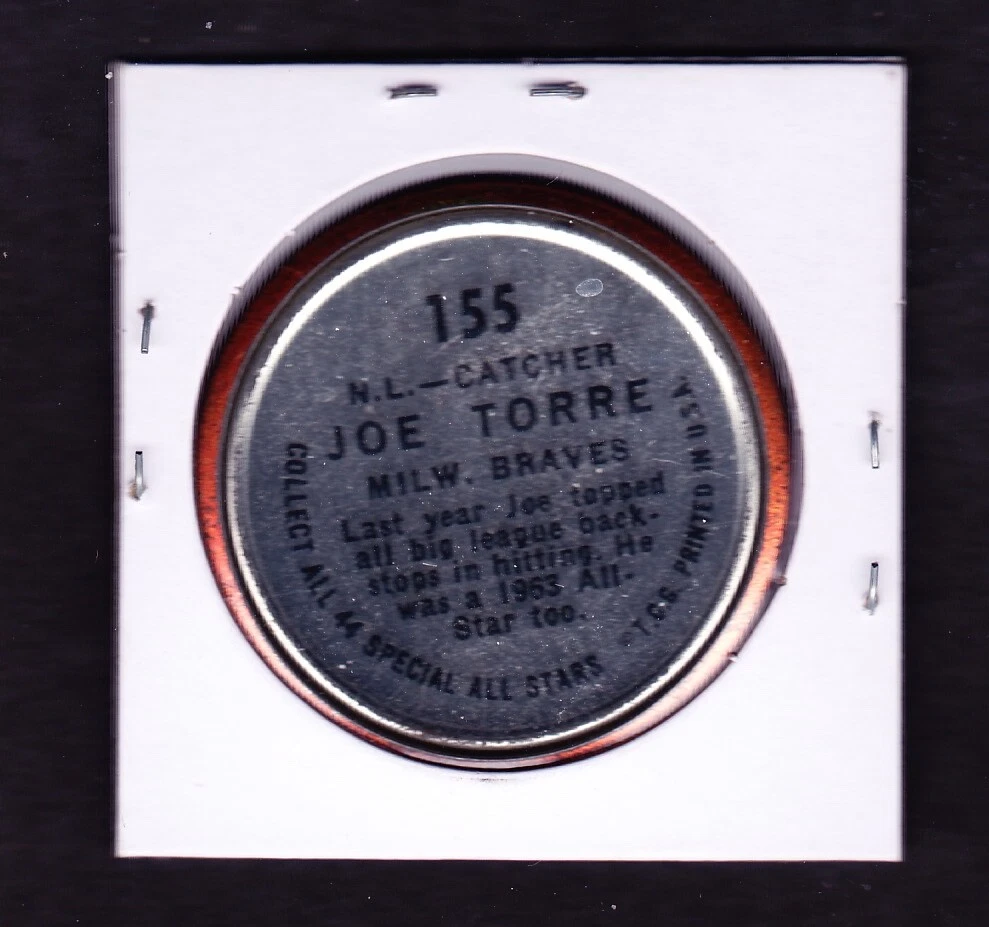 155
N.L.—CATCHER
JOE TORRE
MILW. BRAVES
Last year Joe topped
all big league back-
stops in hitting. He
was a 1963 All-
Star too.
COLLECT ALL 44 SPECIAL ALL STARS
©T.C.G. PRINTED IN U.S.A.